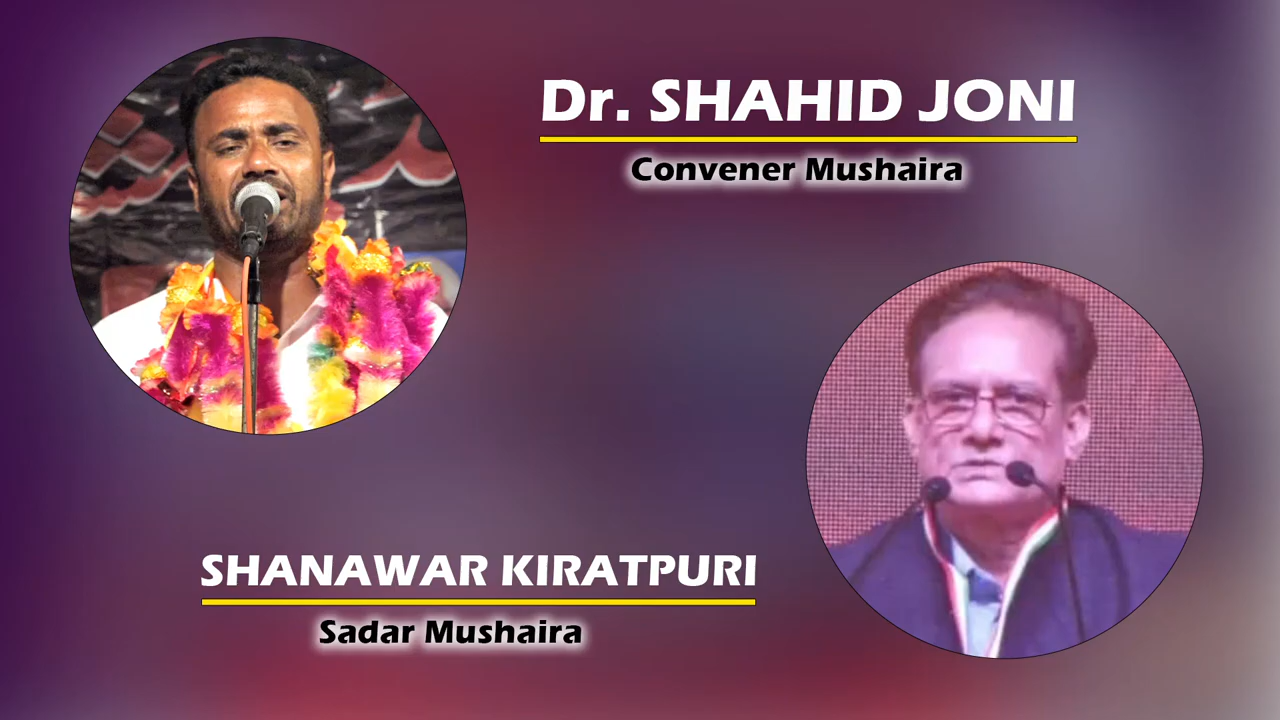 Dr. SHAHID JONI
Convener Mushaira
SHANAWAR KIRATPURI
Sadar Mushaira